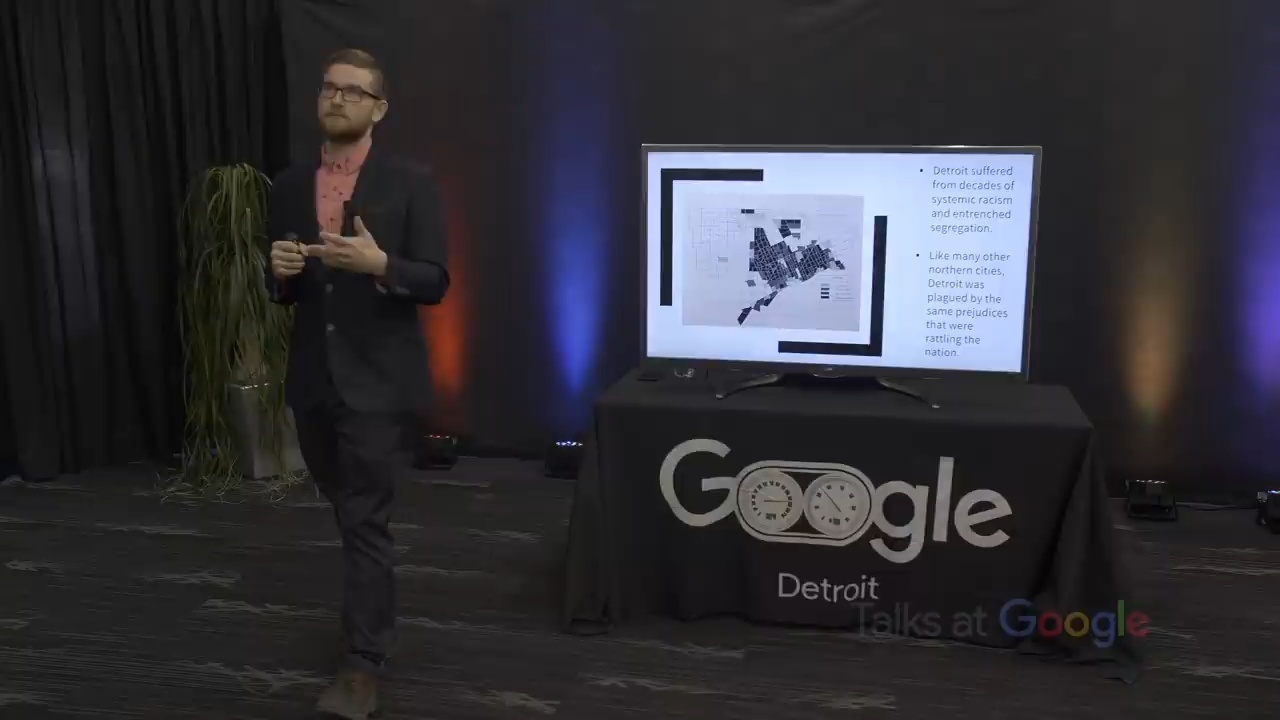 • Detroit suffered
from decades of
systemic racism
and entrenched
segregation.
• Like many other
northern cities,
Detroit was
plagued by the
same prejudices
that were
rattling the
nation.
Google
Detroit
Talks at Google